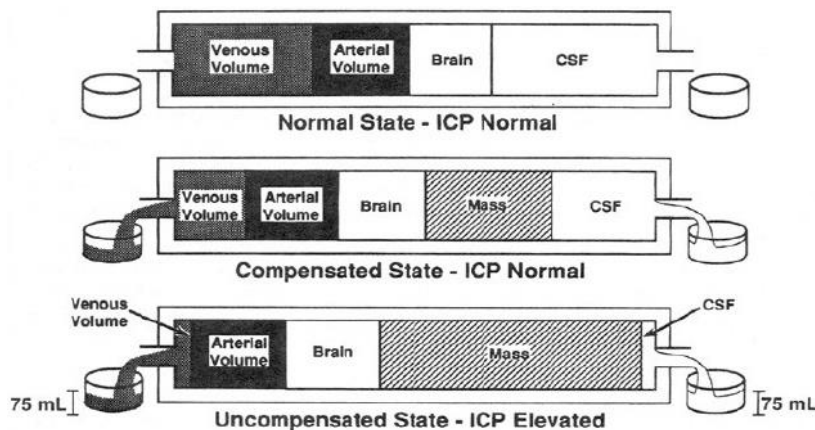 Venous Arterial
Volume Volume Brain CSF
Normal State - ICP Normal
Venous Arterial
Volume Volume Brain Mass CSF
Compensated State - ICP Normal
Venous
Volume
CSF
Arterial
Volume Brain Mass
75 mL
75 mL
Uncompensated State - ICP Elevated